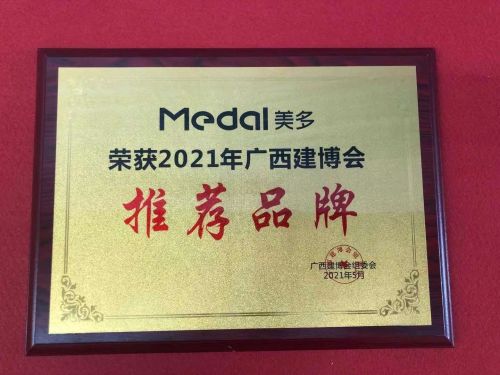 Medal美多
荣获2021年广西建博会
推荐品牌
广西建博会组委会
2021年5月